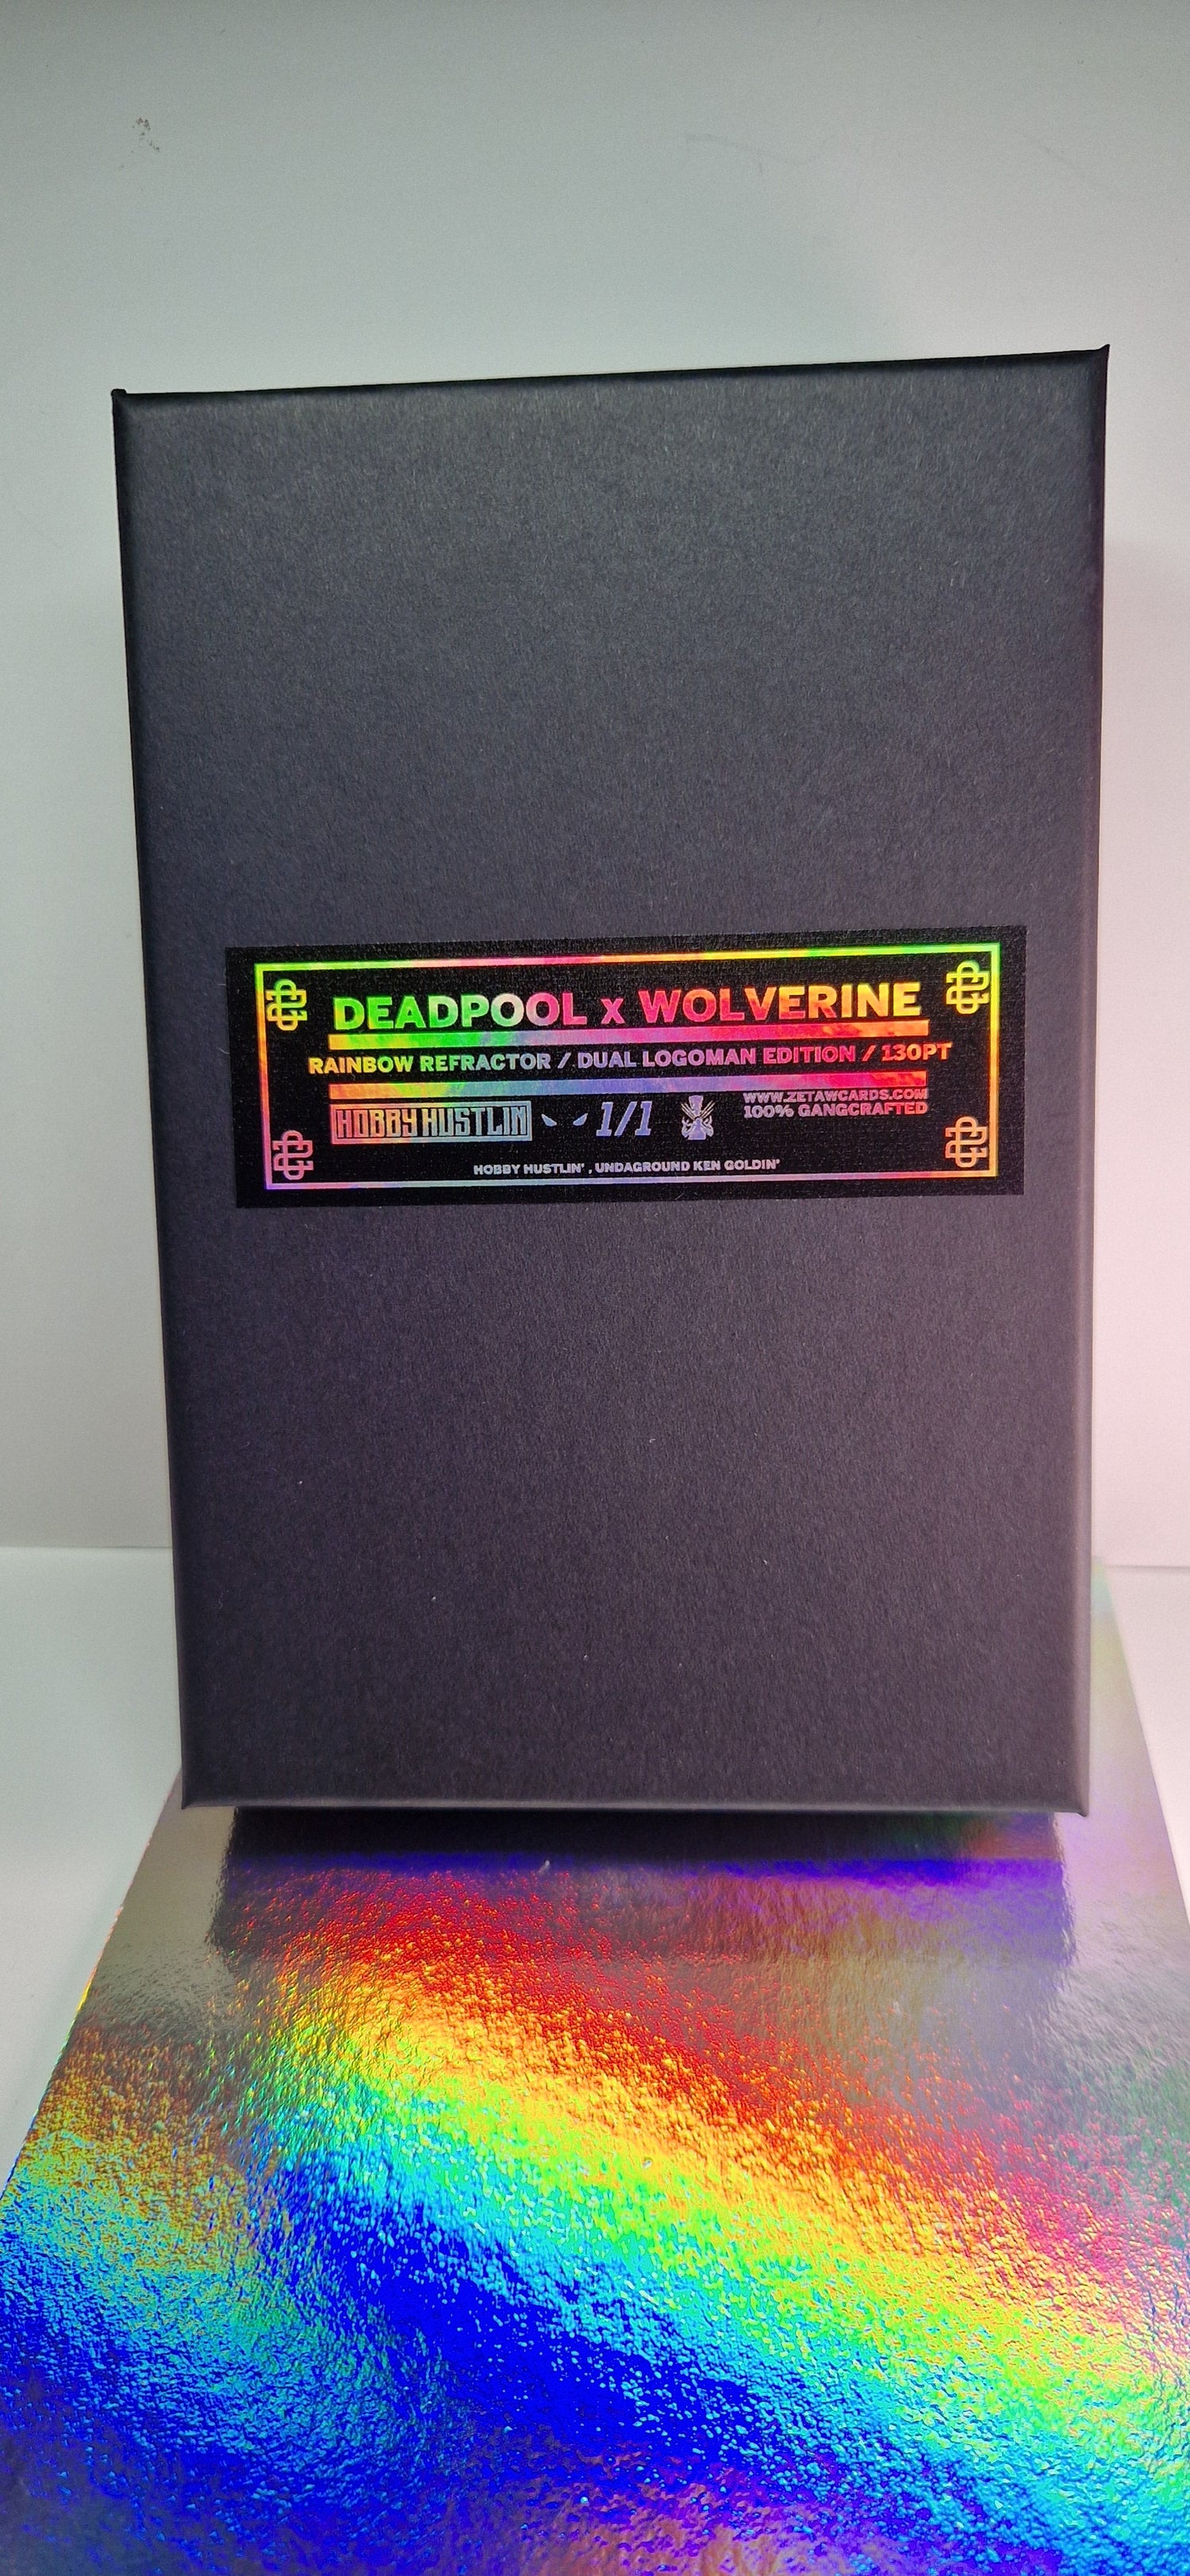 DEADPOOL x WOLVERINE
RAINBOW REFRACTOR / DUAL LOGOMAN EDITION / 130PT
HOBBY HUSTLIN 1/1
WWW.ZETAWCARDS.COM
100% GANGCRAFTED
HOBBY HUSTLIN' , UNDAGROUND KEN GOLDIN'